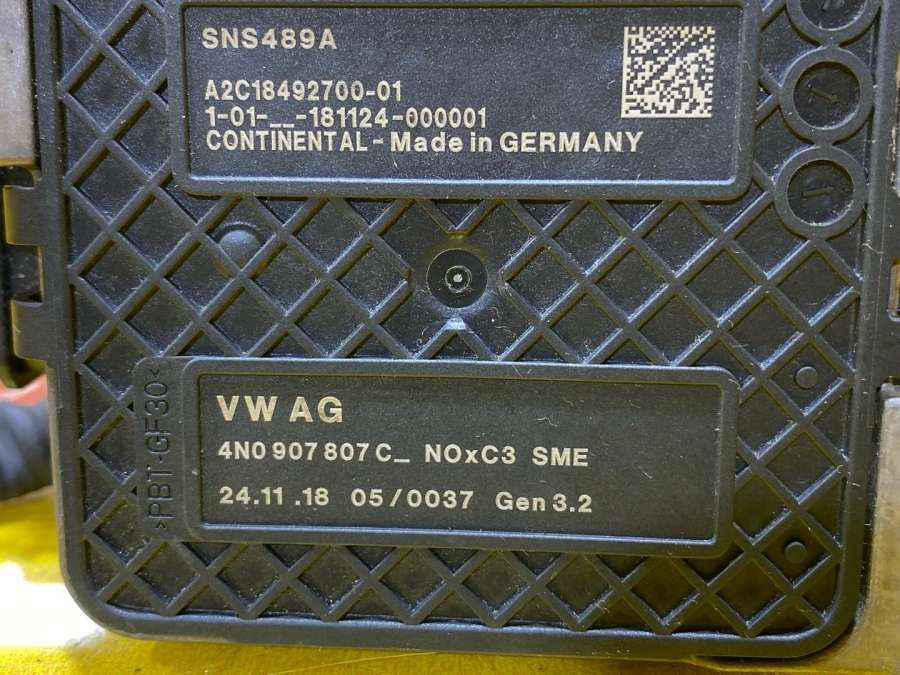 SNS489A
A2C18492700-01
1-01-__-181124-000001
CONTINENTAL - Made in GERMANY
>PBT-GF30<
VW AG
4N0 907 807 C_ NOxC3 SME
24.11.18 05/0037 Gen 3.2